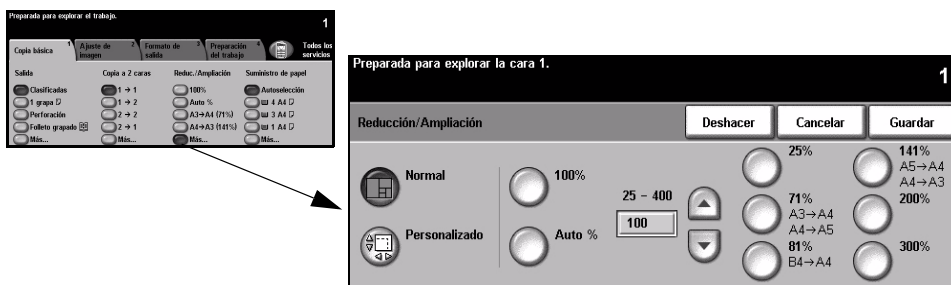 Preparada para explorar el trabajo.
1
Copia básica 1
Ajuste de imagen 2
Formato de salida 3
Preparación del trabajo 4
Todos los servicios
Salida
Copia a 2 caras
Reduc./Ampliación
Suministro de papel
Clasificadas
1 → 1
100%
Autoselección
1 grapa
1 → 2
Auto %
4 A4
Perforación
2 → 2
A3→A4 (71%)
3 A4
Folleto grapado
2 → 1
A4→A3 (141%)
1 A4
Más...
Más...
Más...
Más...
Preparada para explorar la cara 1.
1
Reducción/Ampliación
Deshacer
Cancelar
Guardar
Normal
Personalizado
100%
Auto %
25 - 400
100
25%
71%
A3→A4
A4→A5
81%
B4→A4
141%
A5→A4
A4→A3
200%
300%